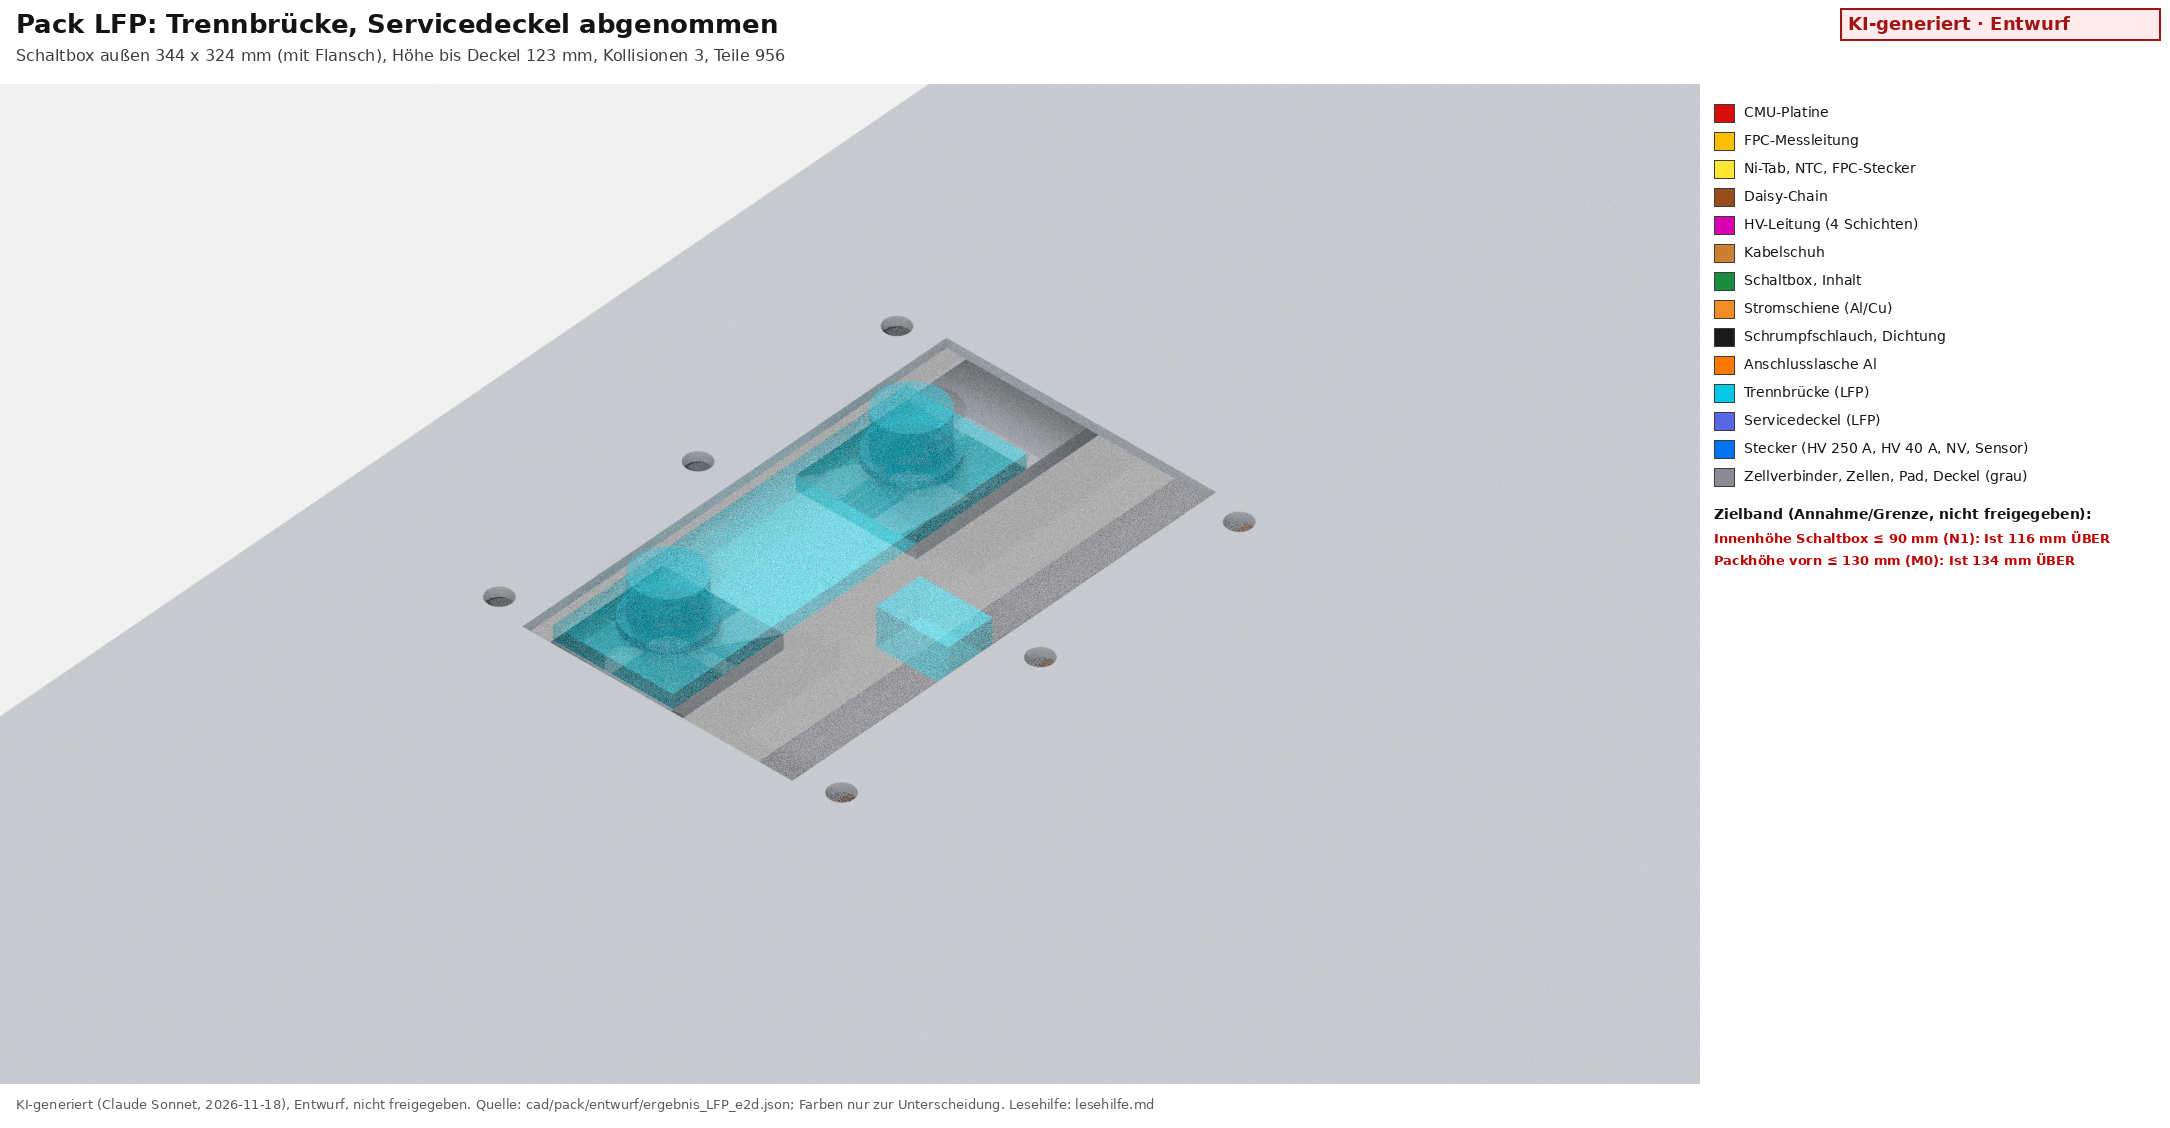 Pack LFP: Trennbrücke, Servicedeckel abgenommen
KI-generiert · Entwurf
Schaltbox außen 344 x 324 mm (mit Flansch), Höhe bis Deckel 123 mm, Kollisionen 3, Teile 956
CMU-Platine
FPC-Messleitung
Ni-Tab, NTC, FPC-Stecker
Daisy-Chain
HV-Leitung (4 Schichten)
Kabelschuh
Schaltbox, Inhalt
Stromschiene (Al/Cu)
Schrumpfschlauch, Dichtung
Anschlusslasche Al
Trennbrücke (LFP)
Servicedeckel (LFP)
Stecker (HV 250 A, HV 40 A, NV, Sensor)
Zellverbinder, Zellen, Pad, Deckel (grau)
Zielband (Annahme/Grenze, nicht freigegeben):
Innenhöhe Schaltbox ≤ 90 mm (N1): Ist 116 mm ÜBER
Packhöhe vorn ≤ 130 mm (M0): Ist 134 mm ÜBER
KI-generiert (Claude Sonnet, 2026-11-18), Entwurf, nicht freigegeben. Quelle: cad/pack/entwurf/ergebnis_LFP_e2d.json; Farben nur zur Unterscheidung. Lesehilfe: lesehilfe.md